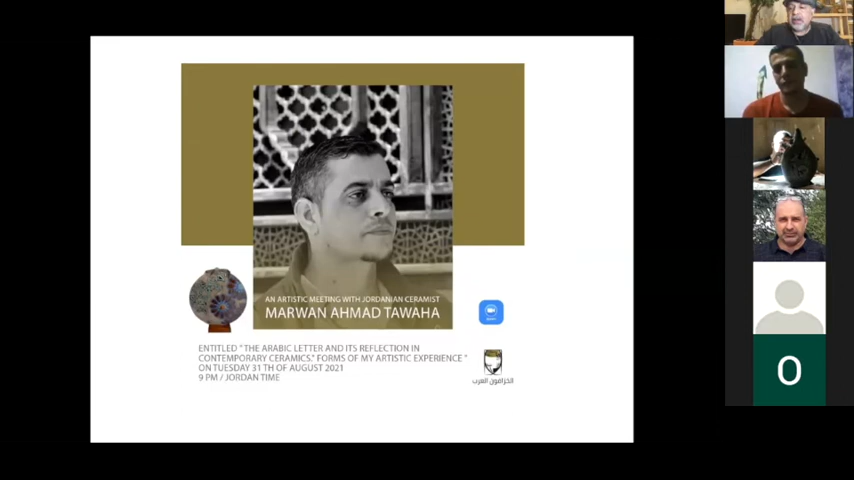 AN ARTISTIC MEETING WITH JORDANIAN CERAMIST
MARWAN AHMAD TAWAHA
ENTITLED " THE ARABIC LETTER AND ITS REFLECTION IN
CONTEMPORARY CERAMICS." FORMS OF MY ARTISTIC EXPERIENCE "
ON TUESDAY 31 TH OF AUGUST 2021
9 PM / JORDAN TIME
الخزافون العرب
O